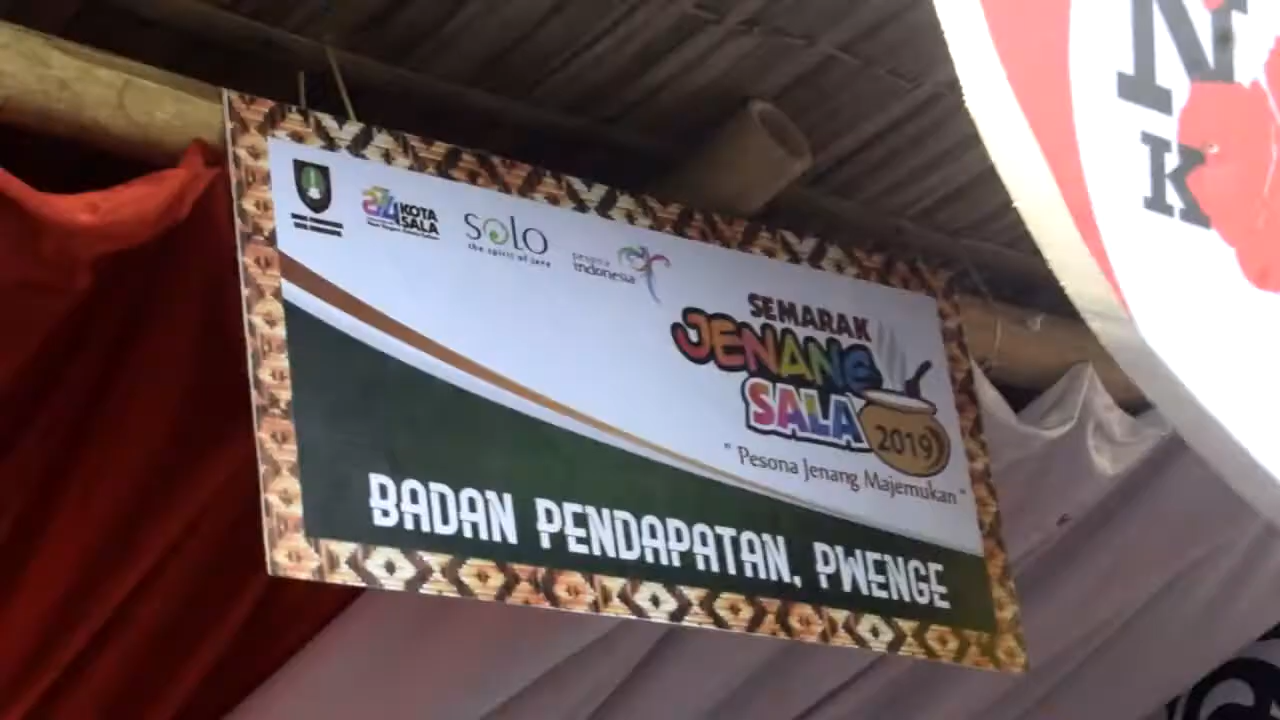 274 KOTA
SALA
SOLO
the spirit of Java
pesona
indonesia
SEMARAK
JENANG
SALA
2019
" Pesona Jenang Majemukan "
BADAN PENDAPATAN, PWENGE
N
K